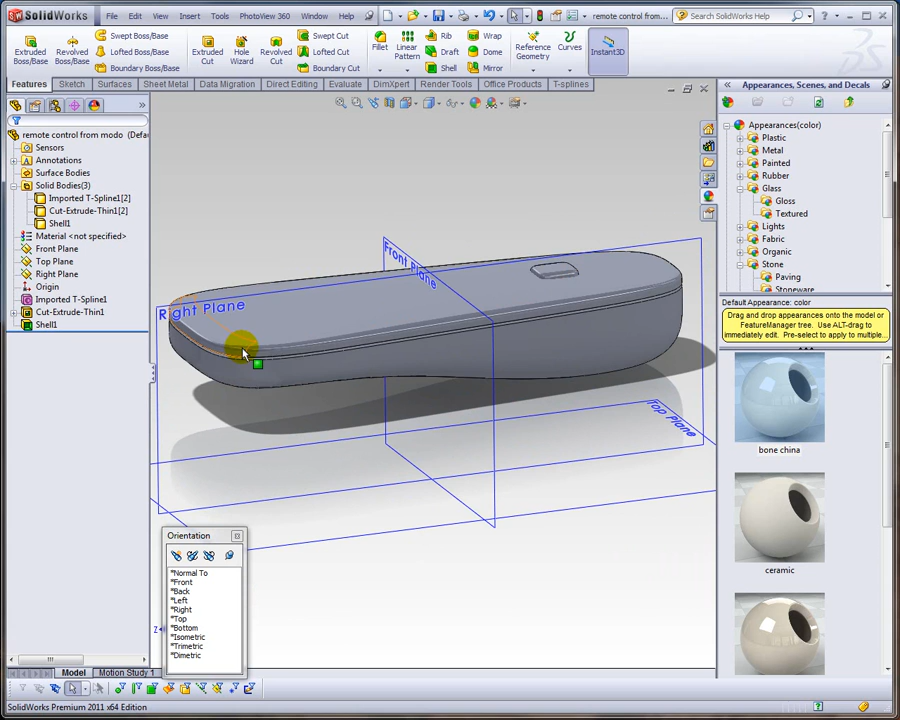 SolidWorks File Edit View Insert Tools PhotoView 360 Window Help remote control from... Search SolidWorks Help
Extruded Boss/Base
Revolved Boss/Base
Swept Boss/Base
Lofted Boss/Base
Boundary Boss/Base
Extruded Cut
Hole Wizard
Revolved Cut
Swept Cut
Lofted Cut
Boundary Cut
Fillet
Linear Pattern
Rib
Draft
Shell
Wrap
Dome
Mirror
Reference Geometry
Curves
Instant3D
Features Sketch Surfaces Sheet Metal Data Migration Direct Editing Evaluate DimXpert Render Tools Office Products T-splines
remote control from modo (Defa
Sensors
Annotations
Surface Bodies
Solid Bodies(3)
Imported T-Spline1[2]
Cut-Extrude-Thin1[2]
Shell1
Material <not specified>
Front Plane
Top Plane
Right Plane
Origin
Imported T-Spline1
Cut-Extrude-Thin1
Shell1
Front Plane
Right Plane
Top Plane
Z
Orientation
*Normal To
*Front
*Back
*Left
*Right
*Top
*Bottom
*Isometric
*Trimetric
*Dimetric
Appearances, Scenes, and Decals
Appearances(color)
Plastic
Metal
Painted
Rubber
Glass
Gloss
Textured
Lights
Fabric
Organic
Stone
Paving
Stoneware
Default Appearance: color
Drag and drop appearances onto the model or
FeatureManager tree. Use ALT-drag to
immediately edit. Pre-select to apply to multiple...
bone china
ceramic
Model Motion Study 1
SolidWorks Premium 2011 x64 Edition